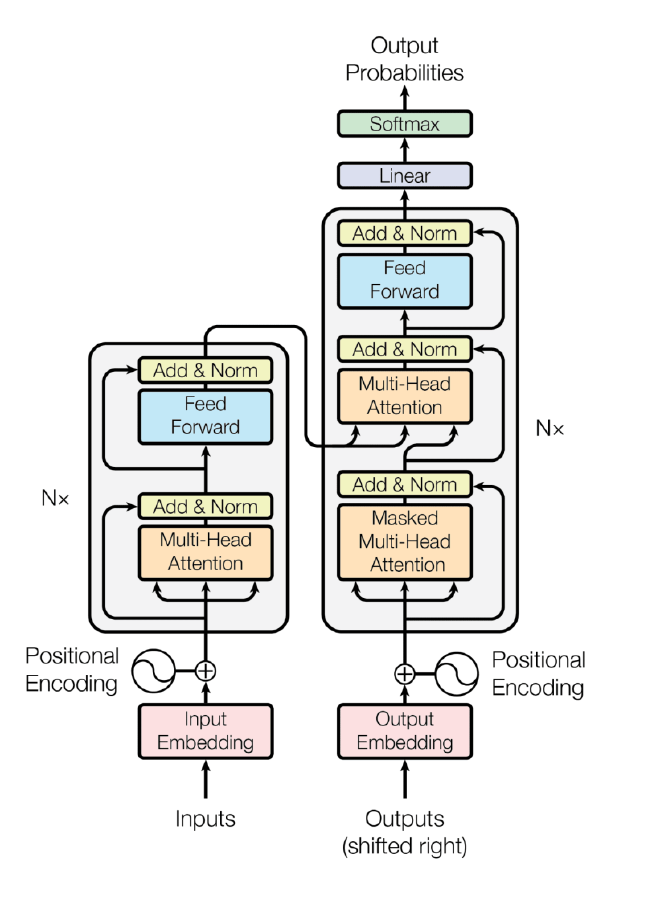 Output
Probabilities
Softmax
Linear
Add & Norm
Feed
Forward
Add & Norm
Multi-Head
Attention
Add & Norm
Masked
Multi-Head
Attention
N×
Add & Norm
Feed
Forward
Add & Norm
Multi-Head
Attention
N×
Positional
Encoding
Positional
Encoding
Input
Embedding
Output
Embedding
Inputs
Outputs
(shifted right)